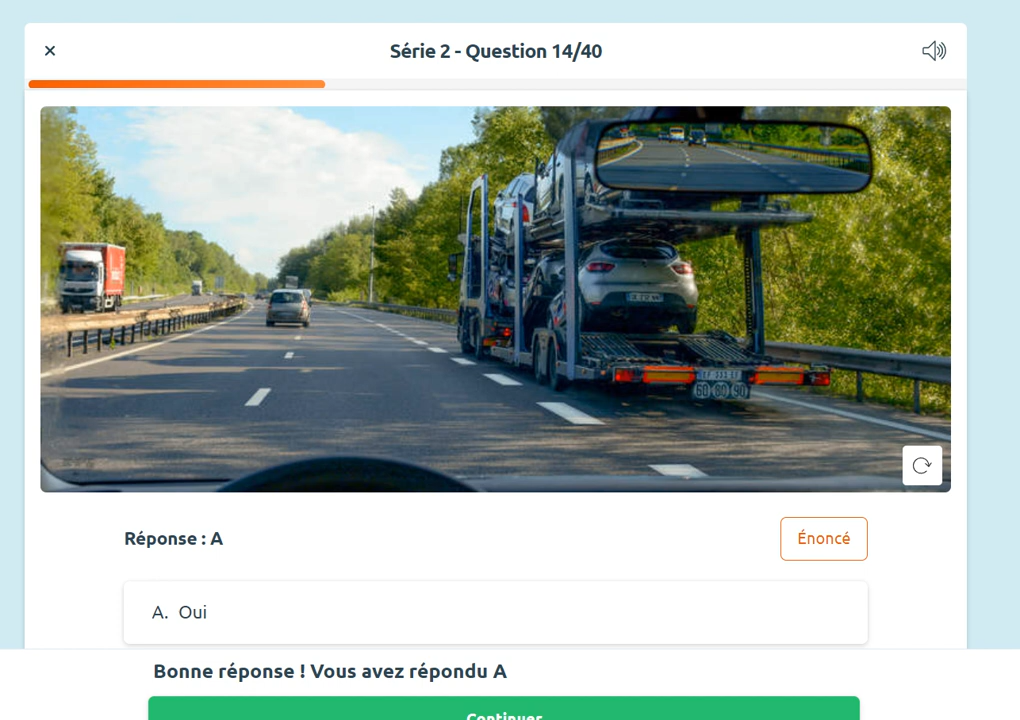 Série 2 - Question 14/40
60 80 90
Réponse : A
Énoncé
A. Oui
Bonne réponse ! Vous avez répondu A
Continuer